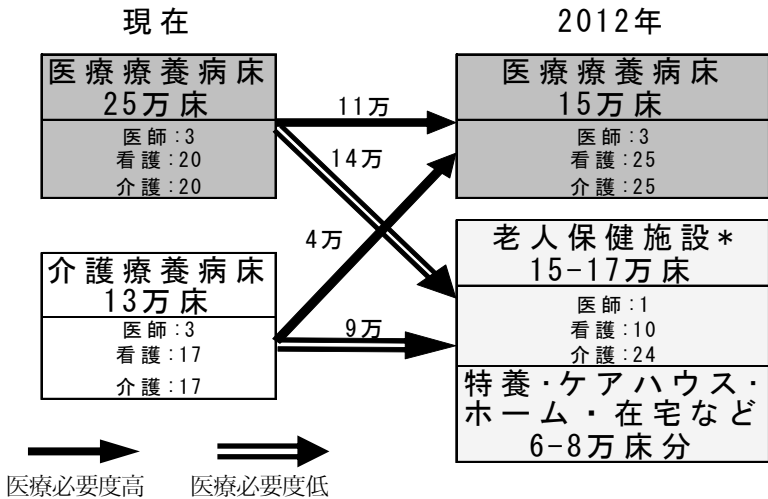 現在
2012年
医療療養病床
25万床
医師:3
看護:20
介護:20
11万
14万
医療療養病床
15万床
医師:3
看護:25
介護:25
介護療養病床
13万床
医師:3
看護:17
介護:17
4万
9万
老人保健施設*
15-17万床
医師:1
看護:10
介護:24
特養・ケアハウス・
ホーム・在宅など
6-8万床分
医療必要度高
医療必要度低